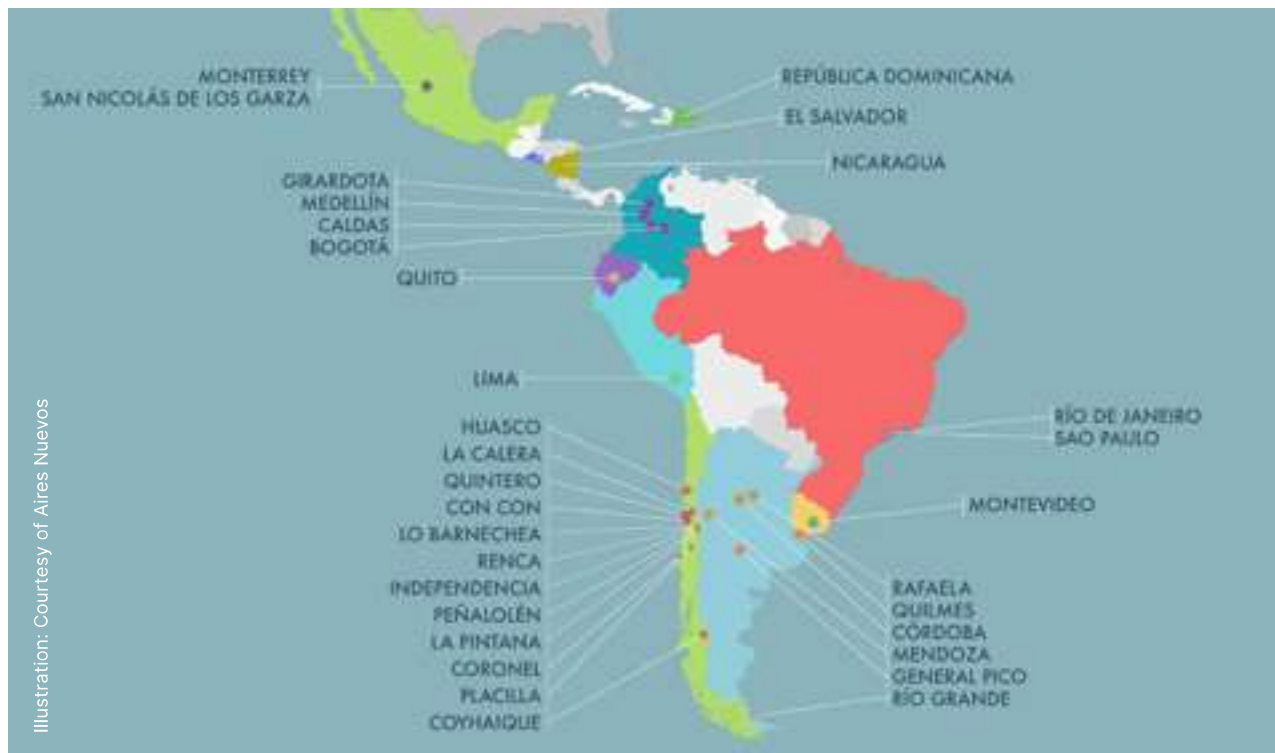 MONTERREY
SAN NICOLÁS DE LOS GARZA
REPÚBLICA DOMINICANA
EL SALVADOR
NICARAGUA
GIRARDOTA
MEDELLÍN
CALDAS
BOGOTÁ
QUITO
LIMA
HUASCO
LA CALERA
QUINTERO
CON CON
LO BARNECHEA
RENCA
INDEPENDENCIA
PEÑALOLÉN
LA PINTANA
CORONEL
PLACILLA
COYHAIQUE
RÍO DE JANEIRO
SAO PAULO
MONTEVIDEO
RAFAELA
QUILMES
CÓRDOBA
MENDOZA
GENERAL PICO
RÍO GRANDE
Illustration: Courtesy of Aires Nuevos